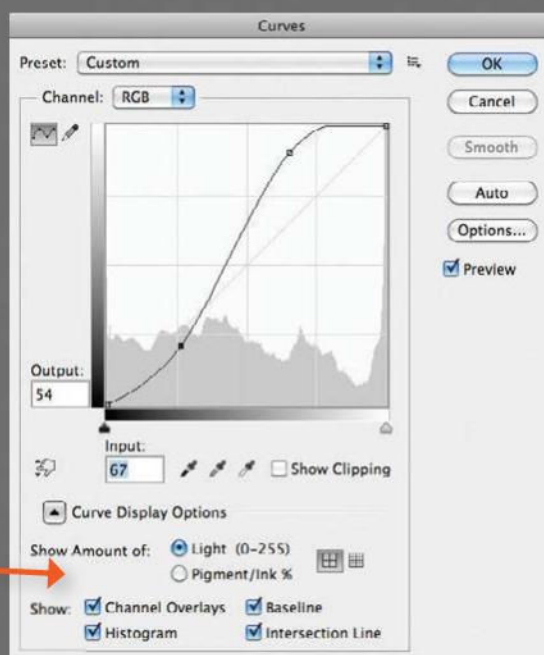 Curves
Preset: Custom
OK
Channel: RGB
Cancel
Smooth
Auto
Options...
Preview
Output:
54
Input:
67
Show Clipping
Curve Display Options
Show Amount of: Light (0-255)
Pigment/Ink %
Show: Channel Overlays Baseline
Histogram Intersection Line